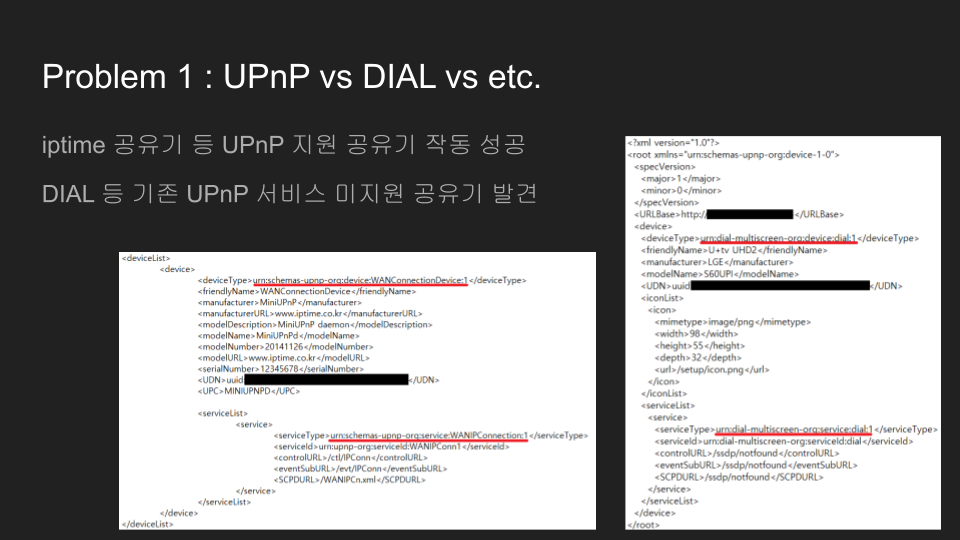 Problem 1 : UPnP vs DIAL vs etc.
iptime 공유기 등 UPnP 지원 공유기 작동 성공
DIAL 등 기존 UPnP 서비스 미지원 공유기 발견
<deviceList>
<device>
<deviceType>urn:schemas-upnp-org:device:WANConnectionDevice:1</deviceType>
<friendlyName>WANConnectionDevice</friendlyName>
<manufacturer>MiniUPnP</manufacturer>
<manufacturerURL>www.iptime.co.kr</manufacturerURL>
<modelDescription>MiniUPnP daemon</modelDescription>
<modelName>MiniUPnPd</modelName>
<modelNumber>20141126</modelNumber>
<modelURL>www.iptime.co.kr</modelURL>
<serialNumber>12345678</serialNumber>
<UDN>uuid </UDN>
<UPC>MINIUPNPD</UPC>
<serviceList>
<service>
<serviceType>urn:schemas-upnp-org:service:WANIPConnection:1</serviceType>
<serviceId>urn:upnp-org:serviceId:WANIPConn1</serviceId>
<controlURL>/ctl/IPConn</controlURL>
<eventSubURL>/evt/IPConn</eventSubURL>
<SCPDURL>/WANIPCn.xml</SCPDURL>
</service>
</serviceList>
</device>
</deviceList>
<?xml version="1.0"?>
<root xmlns="urn:schemas-upnp-org:device-1-0">
<specVersion>
<major>1</major>
<minor>0</minor>
</specVersion>
<URLBase>http:/ </URLBase>
<device>
<deviceType>urn:dial-multiscreen-org:device:dial:1</deviceType>
<friendlyName>U+tv UHD2</friendlyName>
<manufacturer>LGE</manufacturer>
<modelName>S60UPI</modelName>
<UDN>uuid </UDN>
<iconList>
<icon>
<mimetype>image/png</mimetype>
<width>98</width>
<height>55</height>
<depth>32</depth>
<url>/setup/icon.png</url>
</icon>
</iconList>
<serviceList>
<service>
<serviceType>urn:dial-multiscreen-org:service:dial:1</serviceType>
<serviceId>urn:dial-multiscreen-org:serviceId:dial</serviceId>
<controlURL>/ssdp/notfound</controlURL>
<eventSubURL>/ssdp/notfound</eventSubURL>
<SCPDURL>/ssdp/notfound</SCPDURL>
</service>
</serviceList>
</device>
</root>